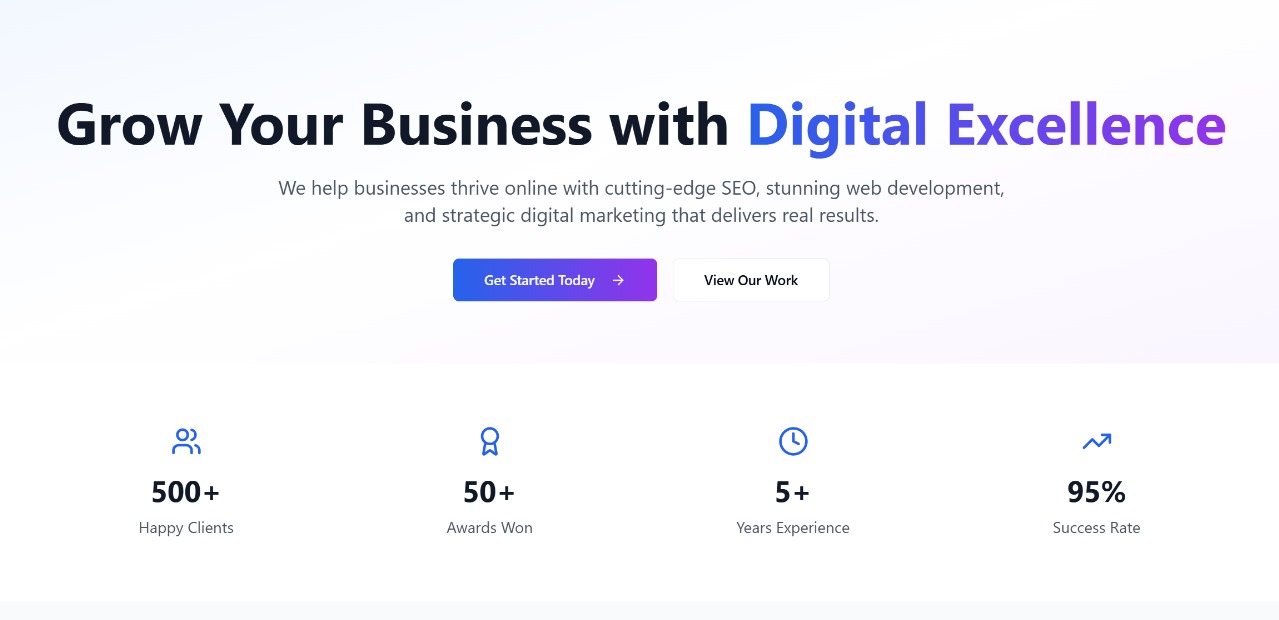 Grow Your Business with Digital Excellence
We help businesses thrive online with cutting-edge SEO, stunning web development,
and strategic digital marketing that delivers real results.
Get Started Today → View Our Work
500+ 50+ 5+ 95%
Happy Clients Awards Won Years Experience Success Rate